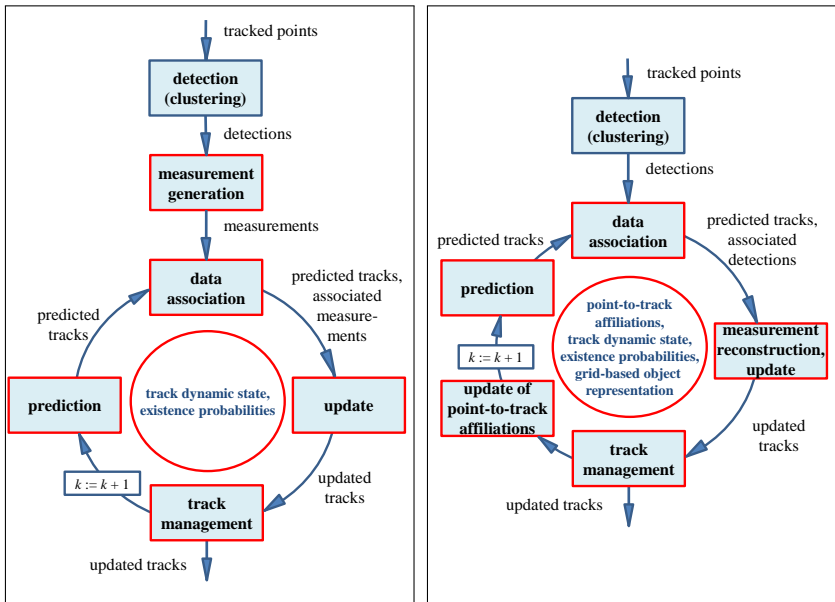 tracked points
detection
(clustering)
detections
measurement
generation
measurements
data
association
predicted tracks,
associated
measure-
ments
predicted
tracks
track dynamic state,
existence probabilities
prediction
update
k := k + 1
updated
tracks
track
management
updated tracks
tracked points
detection
(clustering)
detections
data
association
predicted tracks
predicted tracks,
associated
detections
prediction
point-to-track
affiliations,
track dynamic state,
existence probabilities,
grid-based object
representation
measurement
reconstruction,
update
k := k + 1
update of
point-to-track
affiliations
updated
tracks
track
management
updated tracks